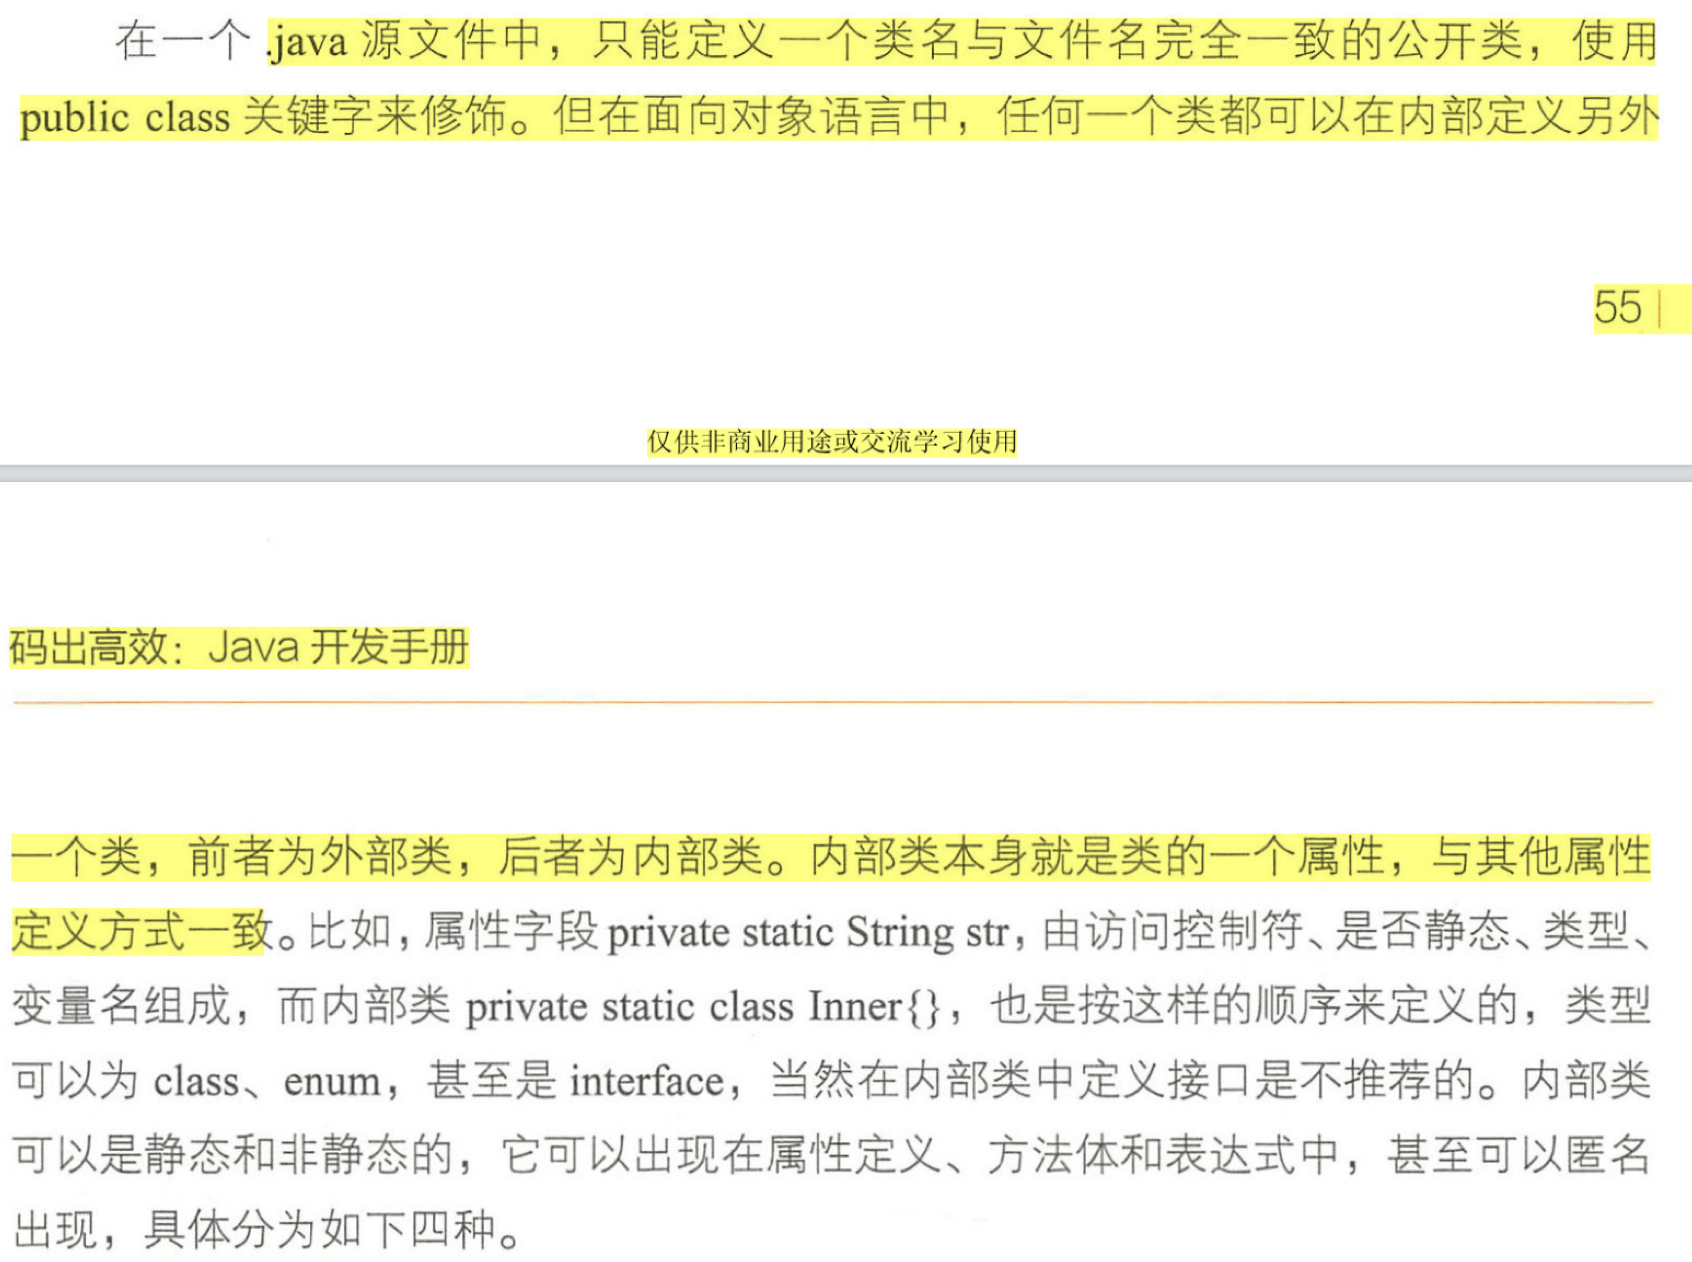 在一个 .java 源文件中，只能定义一个类名与文件名完全一致的公开类，使用
public class 关键字来修饰。但在面向对象语言中，任何一个类都可以在内部定义另外
55 |
仅供非商业用途或交流学习使用
码出高效：Java 开发手册
一个类，前者为外部类，后者为内部类。内部类本身就是类的一个属性，与其他属性
定义方式一致。比如，属性字段 private static String str，由访问控制符、是否静态、类型、
变量名组成，而内部类 private static class Inner{}，也是按这样的顺序来定义的，类型
可以为 class、enum，甚至是 interface，当然在内部类中定义接口是不推荐的。内部类
可以是静态和非静态的，它可以出现在属性定义、方法体和表达式中，甚至可以匿名
出现，具体分为如下四种。